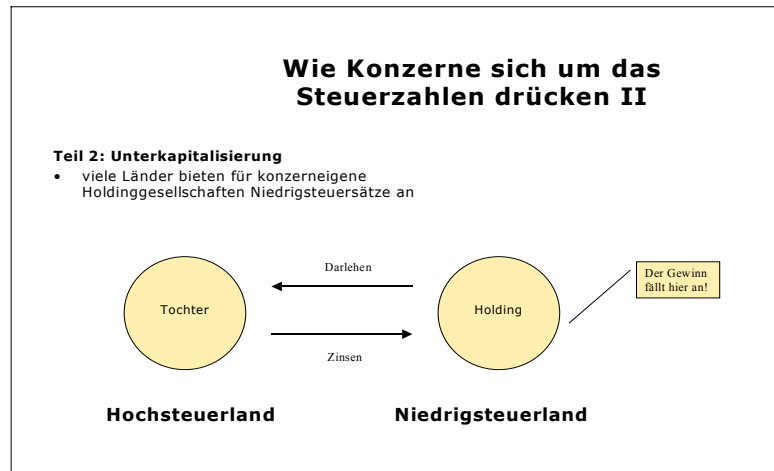 Wie Konzerne sich um das
Steuerzahlen drücken II
Teil 2: Unterkapitalisierung
• viele Länder bieten für konzerneigene
Holdinggesellschaften Niedrigsteuersätze an
Darlehen
Der Gewinn
fällt hier an!
Tochter
Holding
Zinsen
Hochsteuerland
Niedrigsteuerland